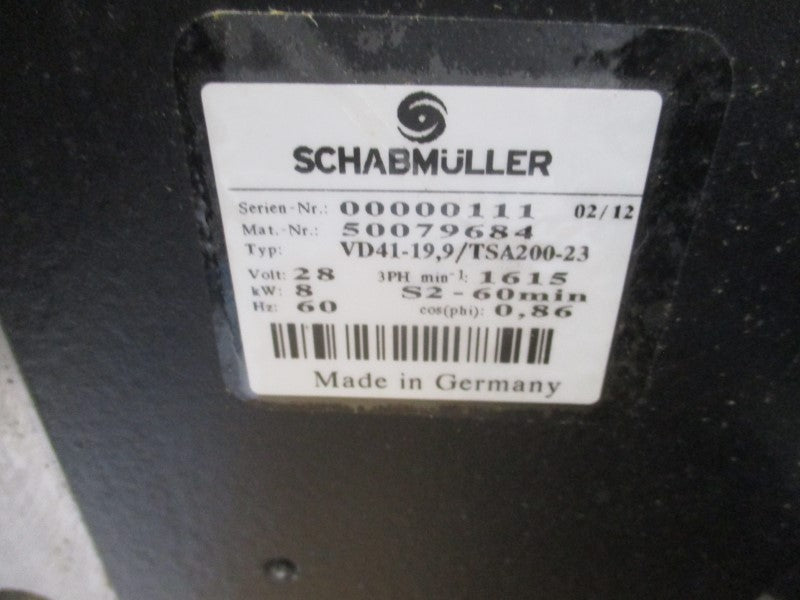 SCHABMÜLLER
Serien-Nr.: 00000111 02/12
Mat.-Nr.: 50079684
Typ: VD41-19,9/TSA200-23
Volt: 28 3PH min⁻¹: 1615
kW: 8 S2-60min
Hz: 60 cos(phi): 0,86
Made in Germany